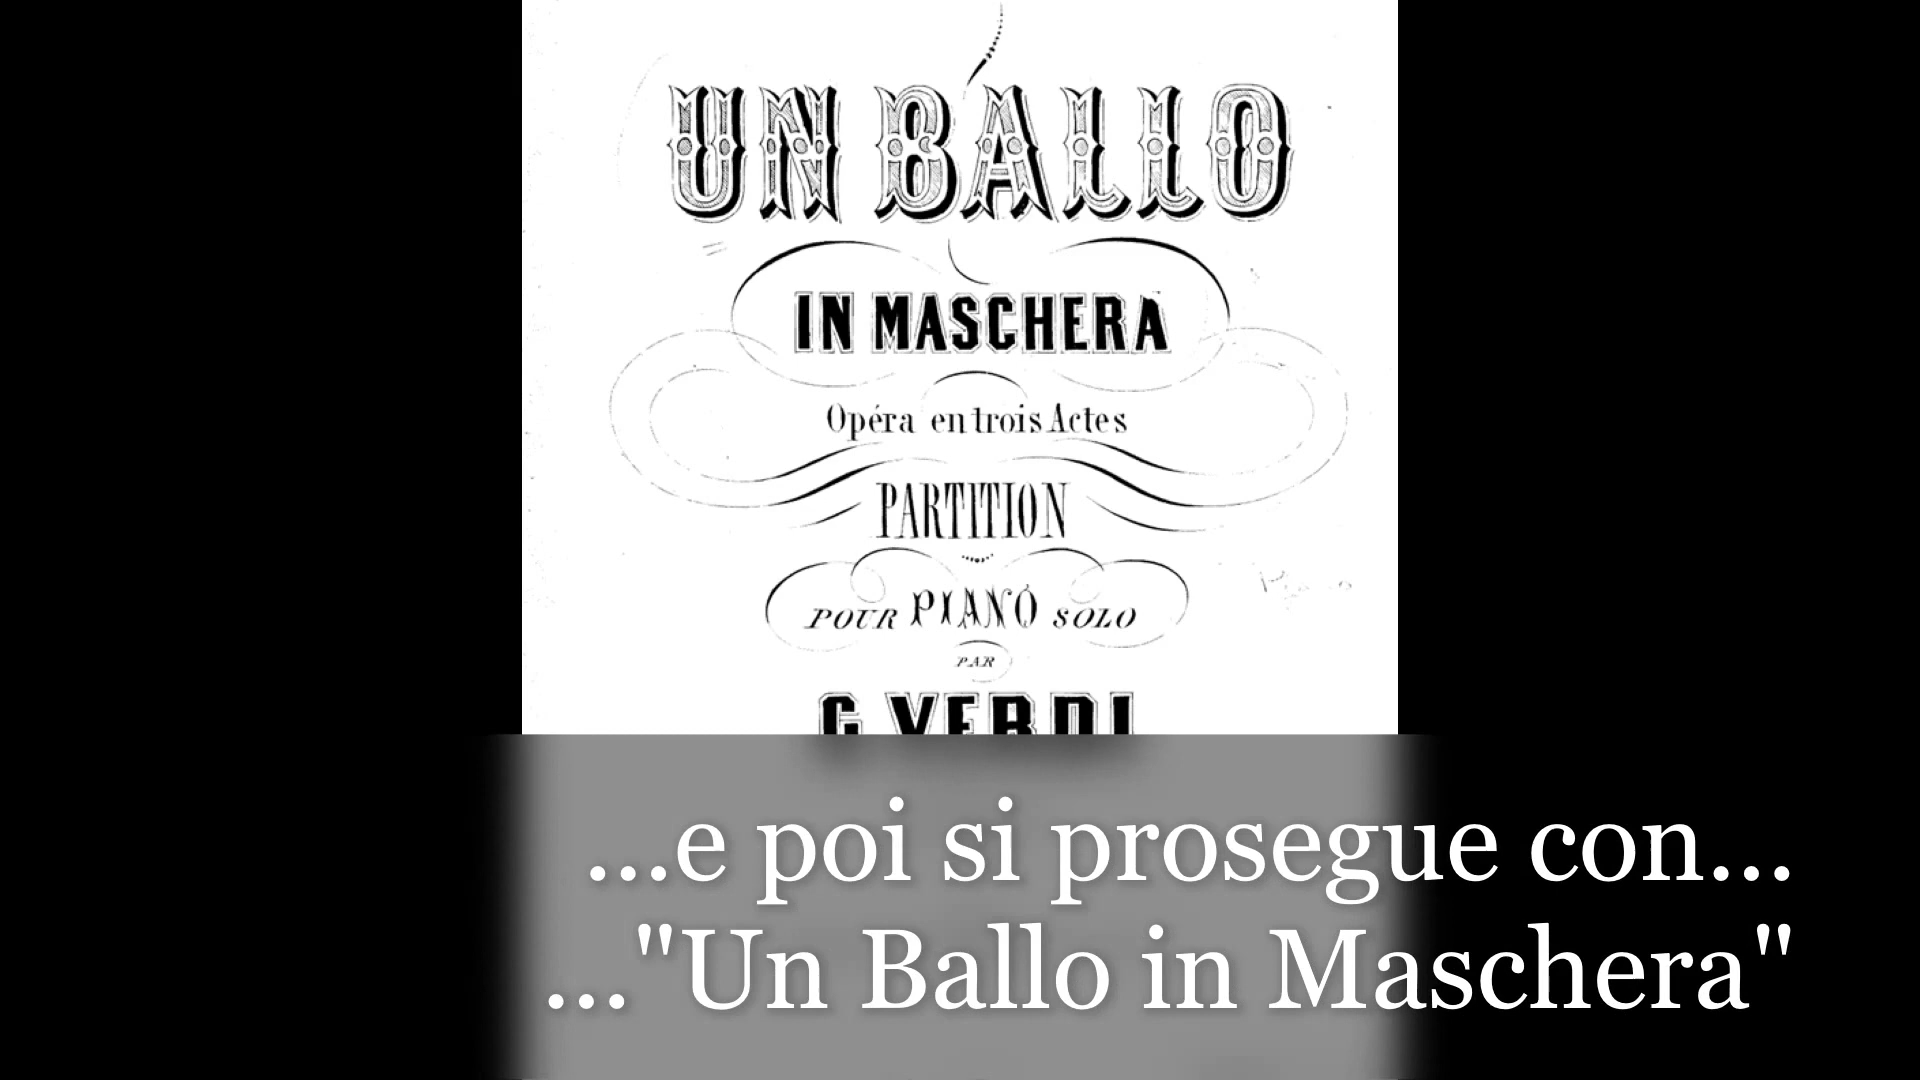 UN BALLO
IN MASCHERA
Opéra en trois Actes
PARTITION
POUR PIANO SOLO
PAR
G. VERDI
...e poi si prosegue con...
..."Un Ballo in Maschera"